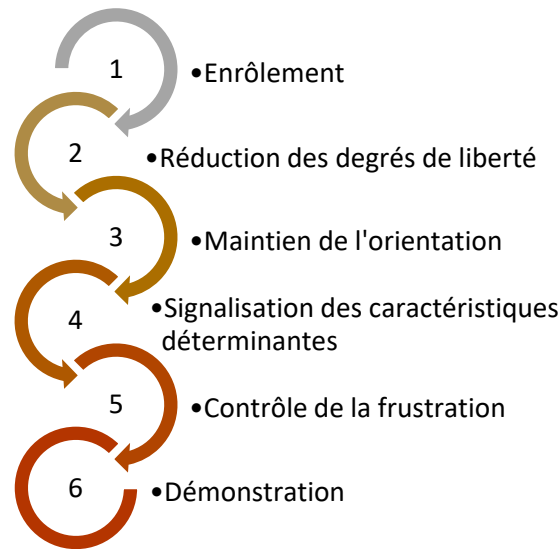 1
•Enrôlement
2
•Réduction des degrés de liberté
3
•Maintien de l'orientation
4
•Signalisation des caractéristiques
déterminantes
5
•Contrôle de la frustration
6
•Démonstration